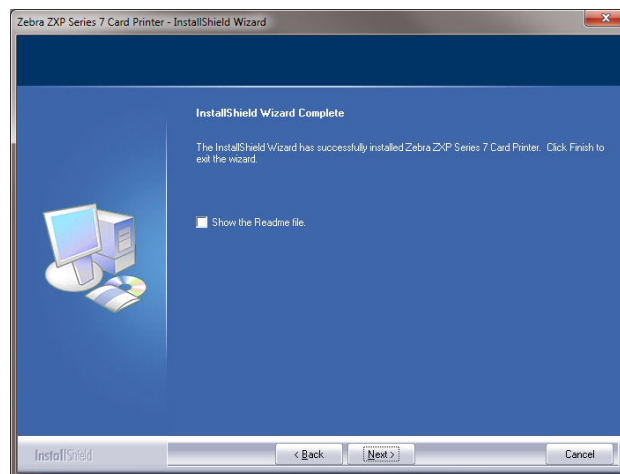 Zebra ZXP Series 7 Card Printer - InstallShield Wizard
InstallShield Wizard Complete
The InstallShield Wizard has successfully installed Zebra ZXP Series 7 Card Printer. Click Finish to
exit the wizard.
Show the Readme file.
InstallShield
< Back
Next >
Cancel